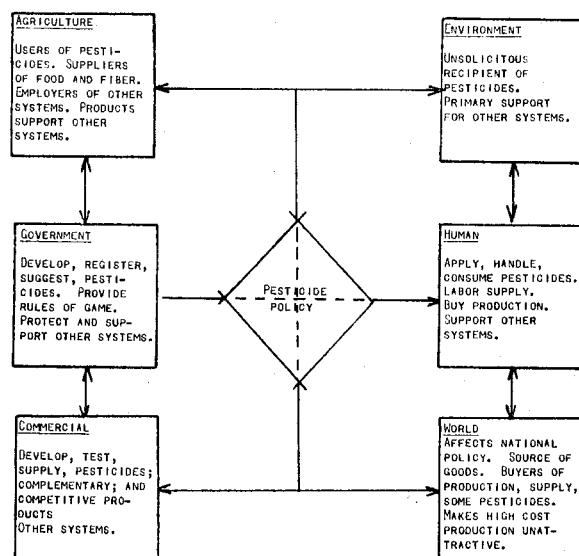 AGRICULTURE
USERS OF PESTI-
CIDES. SUPPLIERS
OF FOOD AND FIBER.
EMPLOYERS OF OTHER
SYSTEMS. PRODUCTS
SUPPORT OTHER
SYSTEMS.
ENVIRONMENT
UNSOLICITOUS
RECIPIENT OF
PESTICIDES.
PRIMARY SUPPORT
FOR OTHER SYSTEMS.
GOVERNMENT
DEVELOP, REGISTER,
SUGGEST, PESTI-
CIDES. PROVIDE
RULES OF GAME.
PROTECT AND SUP-
PORT OTHER SYSTEMS.
PESTICIDE
POLICY
HUMAN
APPLY, HANDLE,
CONSUME PESTICIDES.
LABOR SUPPLY.
BUY PRODUCTION.
SUPPORT OTHER
SYSTEMS.
COMMERCIAL
DEVELOP, TEST,
SUPPLY, PESTICIDES;
COMPLEMENTARY; AND
COMPETITIVE PRO-
DUCTS
OTHER SYSTEMS.
WORLD
AFFECTS NATIONAL
POLICY. SOURCE OF
GOODS. BUYERS OF
PRODUCTION, SUPPLY,
SOME PESTICIDES.
MAKES HIGH COST
PRODUCTION UNAT-
TRACTIVE.